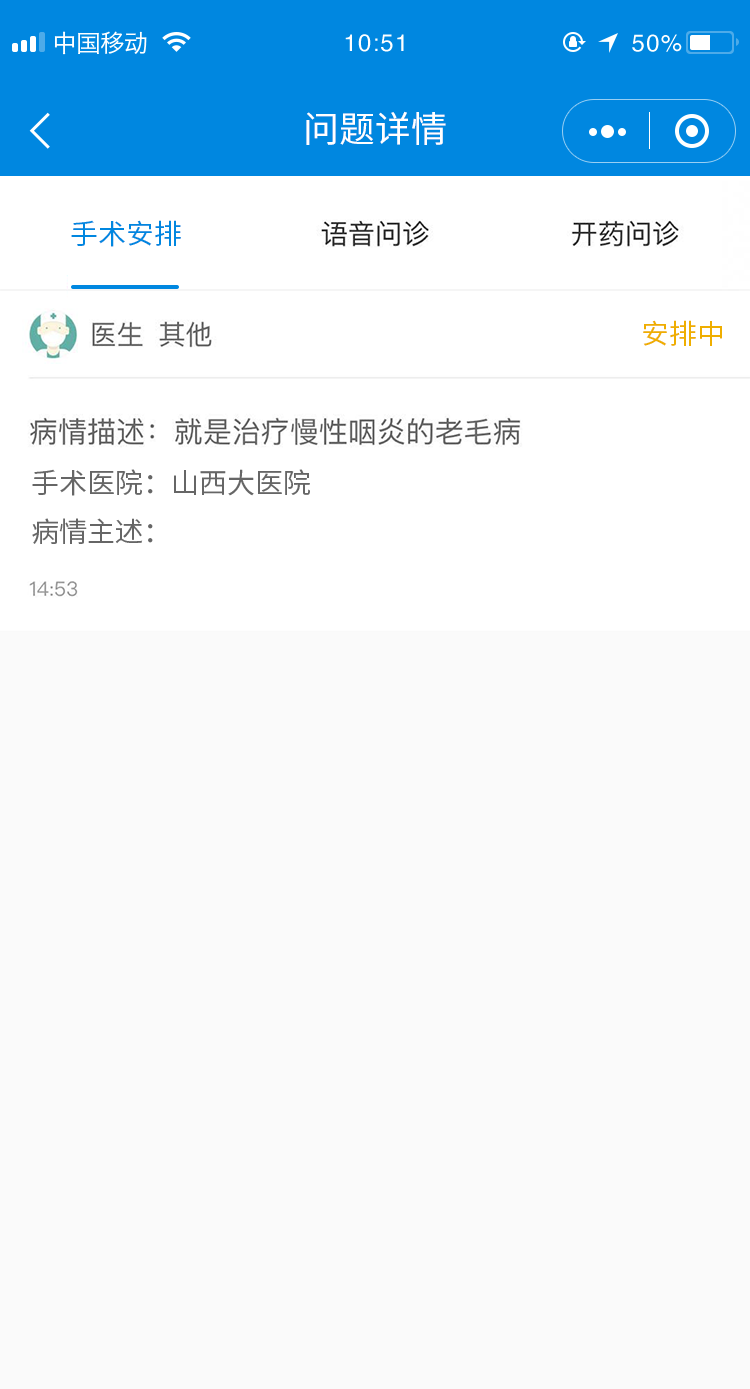 中国移动 10:51 50%
问题详情
手术安排 语音问诊 开药问诊
医生 其他 安排中
病情描述：就是治疗慢性咽炎的老毛病
手术医院：山西大医院
病情主述：
14:53